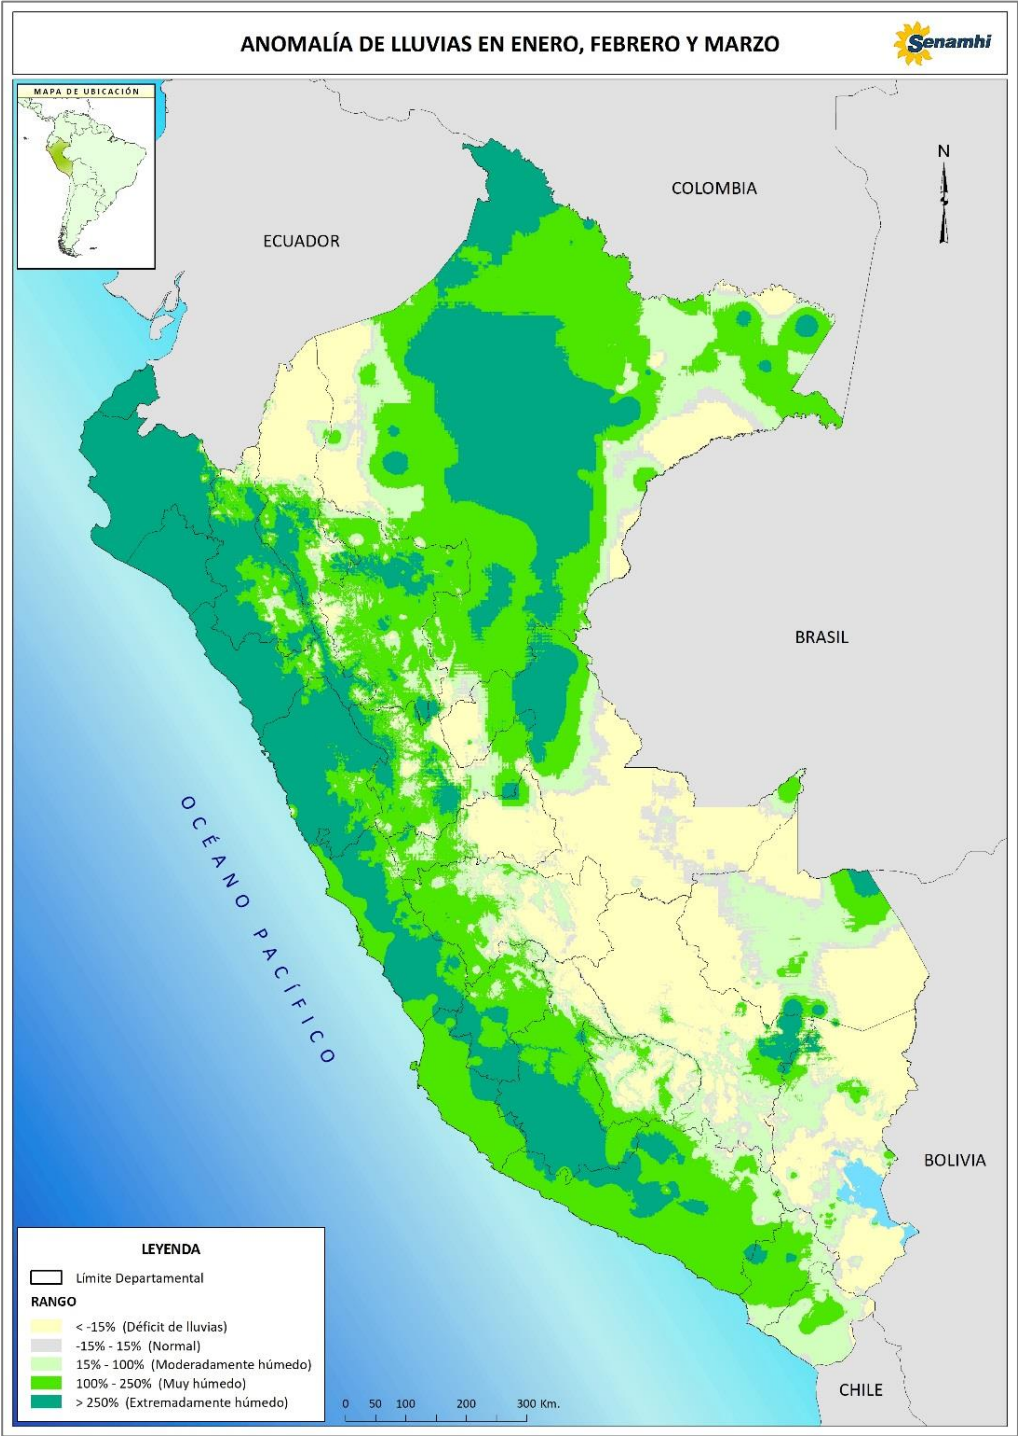 ANOMALÍA DE LLUVIAS EN ENERO, FEBRERO Y MARZO
Senamhi
MAPA DE UBICACIÓN
N
COLOMBIA
ECUADOR
BRASIL
OCÉANO PACÍFICO
BOLIVIA
CHILE
LEYENDA
Límite Departamental
RANGO
< -15% (Déficit de lluvias)
-15% - 15% (Normal)
15% - 100% (Moderadamente húmedo)
100% - 250% (Muy húmedo)
> 250% (Extremadamente húmedo)
0 50 100 200 300 Km.